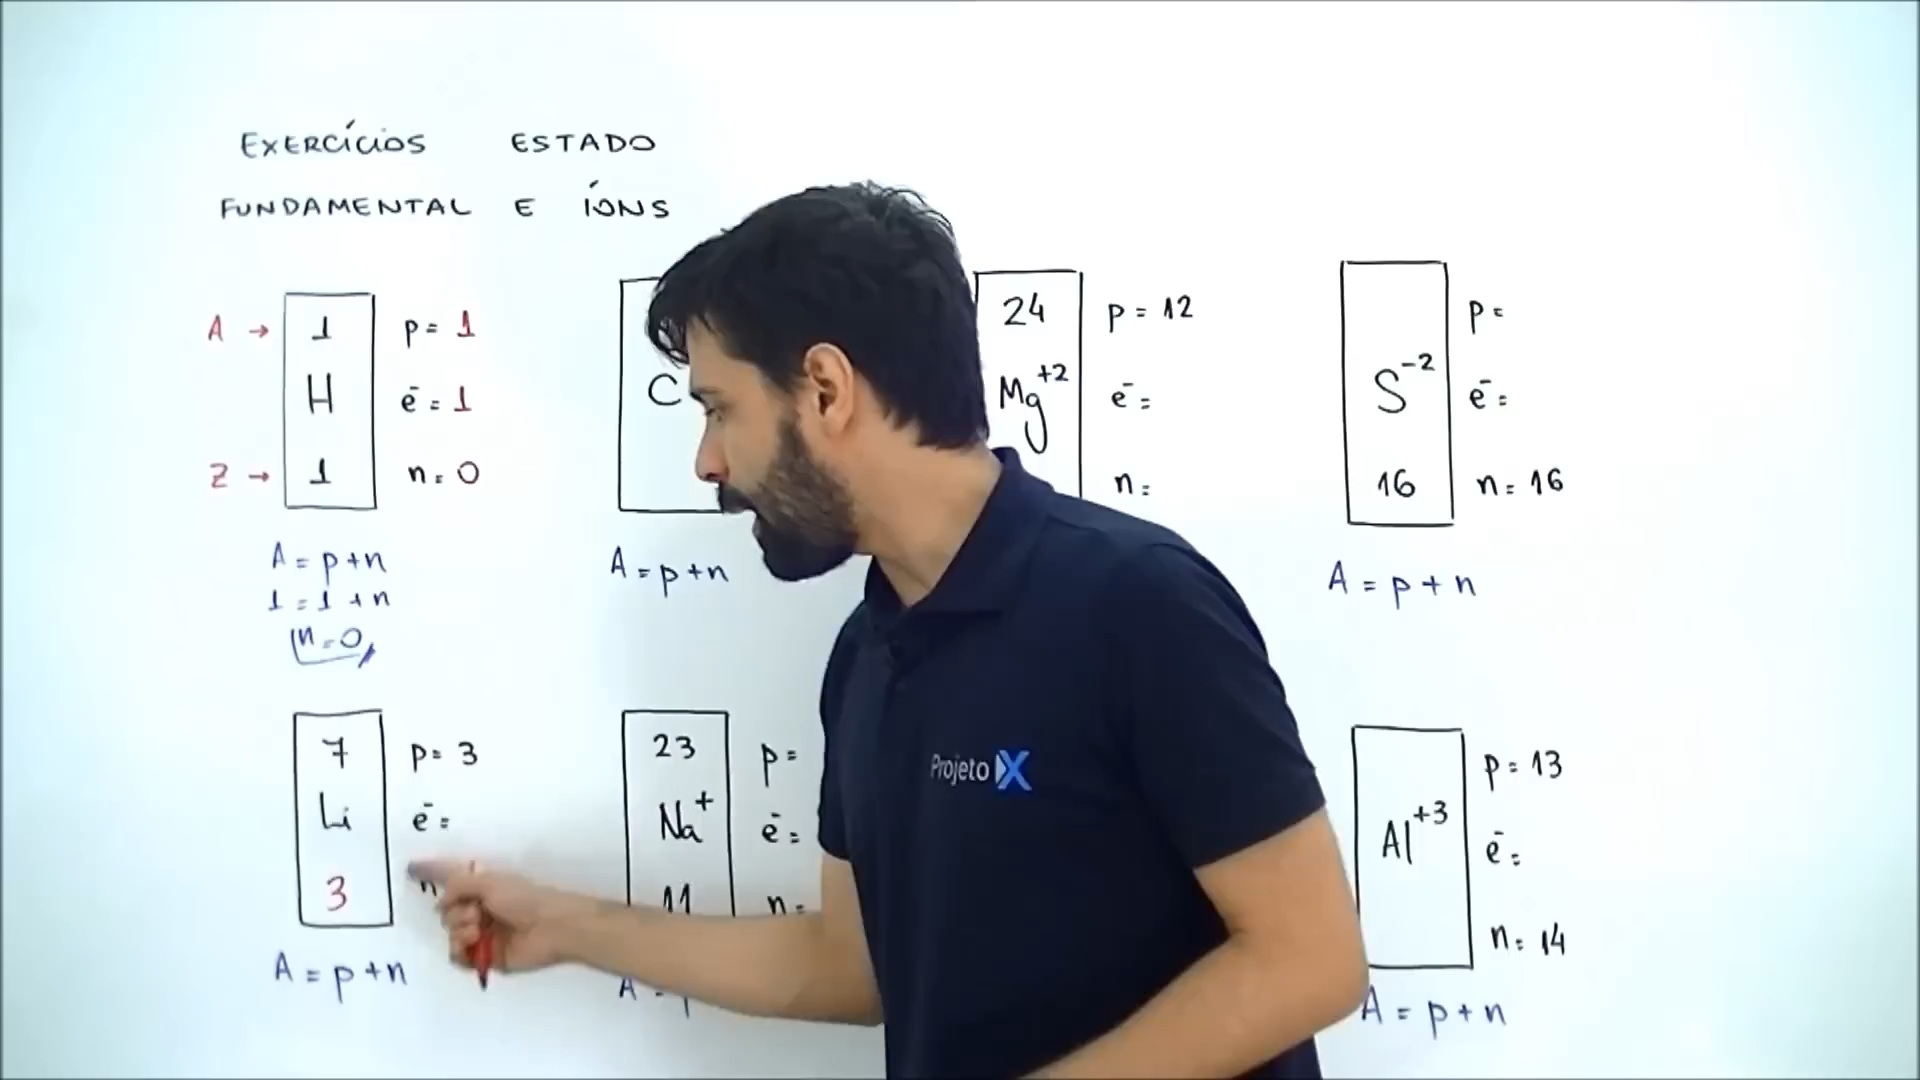 EXERCÍCIOS ESTADO
FUNDAMENTAL E ÍONS
A → 1 p = 1
H e⁻ = 1
Z → 1 n = 0
A = p + n
1 = 1 + n
n = 0
C
A = p + n
24 p = 12
Mg⁺² e⁻ =
n =
p =
S⁻² e⁻ =
16 n = 16
A = p + n
7 p = 3
Li e⁻ =
3 n
A = p + n
23 p =
Na⁺ e⁻ =
11 n =
A =
Projeto X
p = 13
Al⁺³ e⁻ =
n = 14
A = p + n